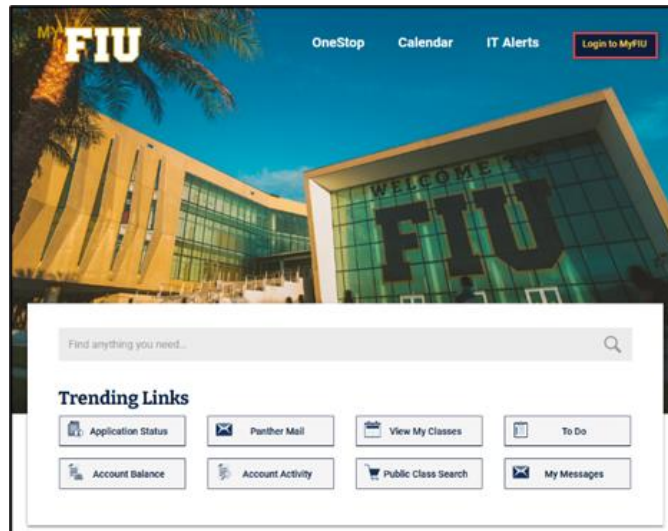 MY FIU
OneStop Calendar IT Alerts Login to MyFIU
WELCOME TO
FIU
Find anything you need...
Trending Links
Application Status Panther Mail View My Classes To Do
Account Balance Account Activity Public Class Search My Messages